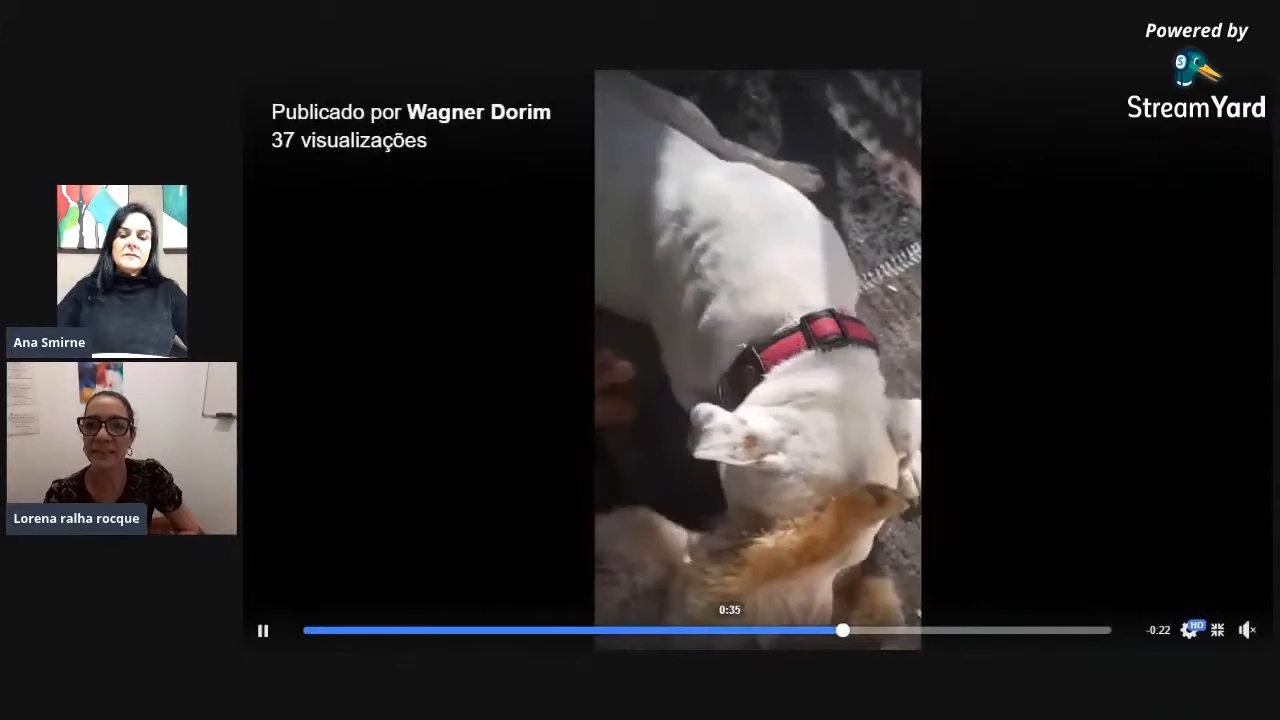 Powered by
StreamYard
Publicado por Wagner Dorim
37 visualizações
Ana Smirne
Lorena ralha rocque
0:35
-0:22
HD